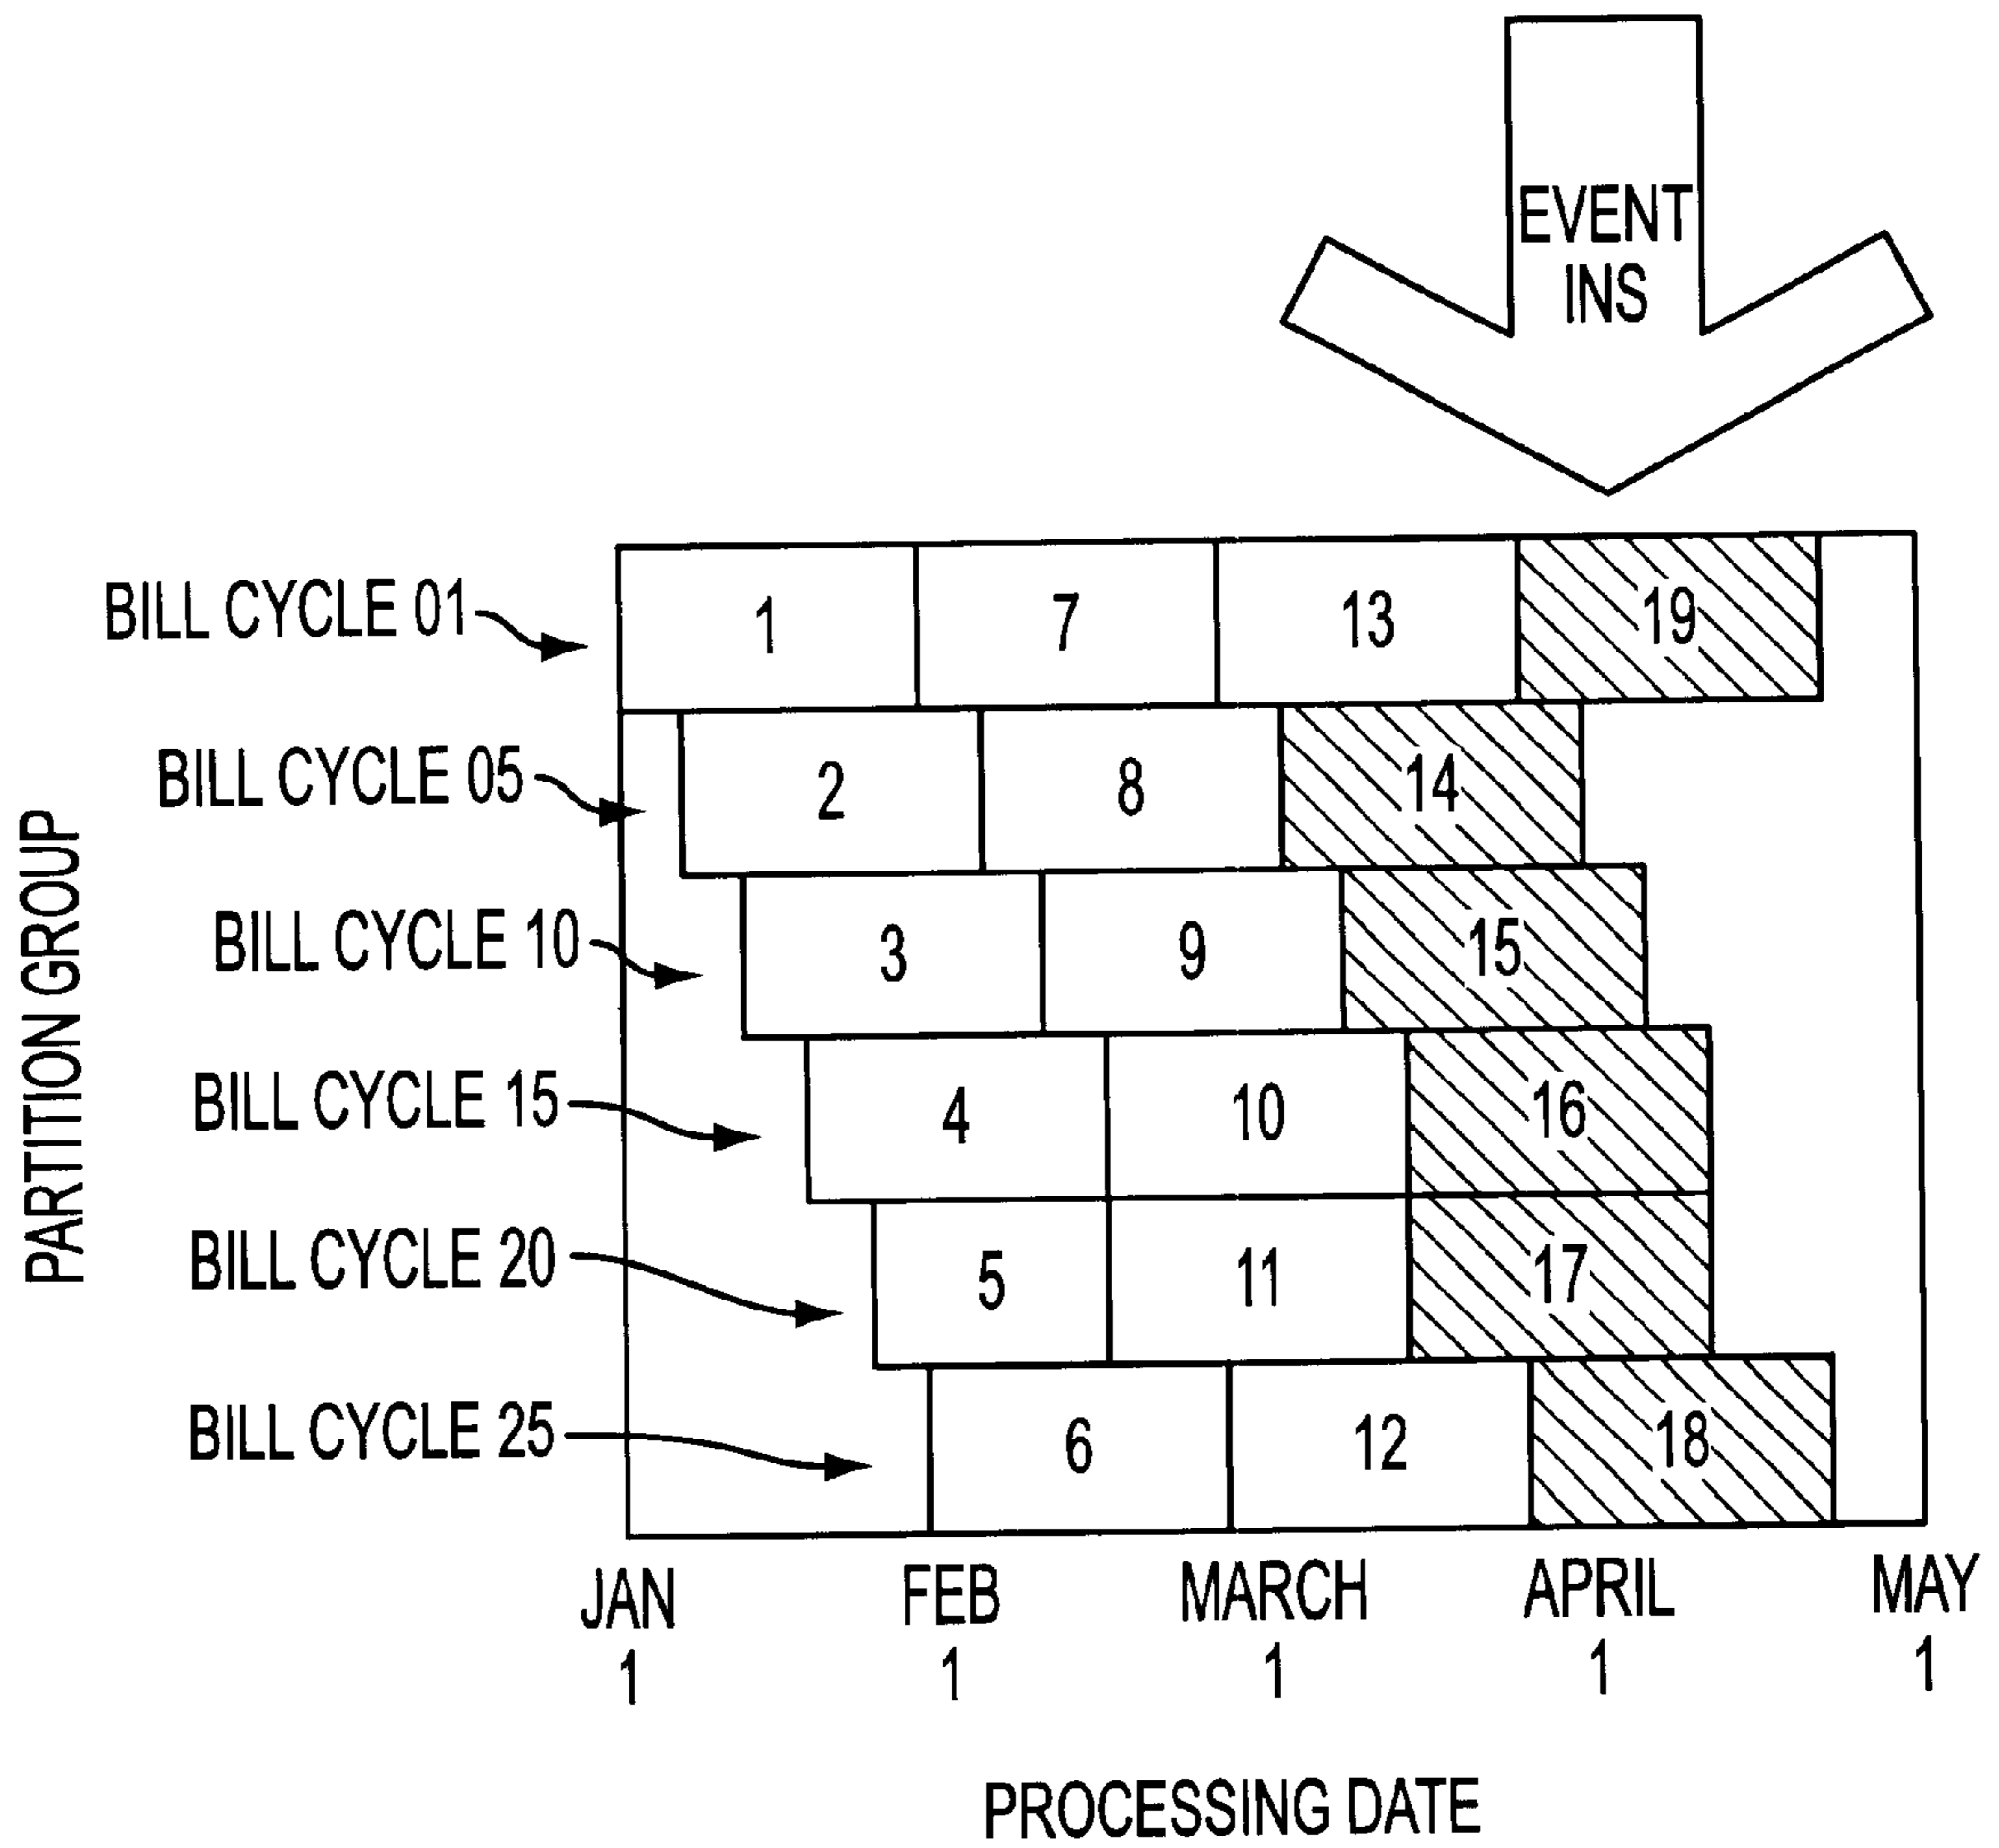 EVENT
INS
BILL CYCLE 01
1 7 13 19
BILL CYCLE 05
2 8 14
BILL CYCLE 10
3 9 15
BILL CYCLE 15
4 10 16
BILL CYCLE 20
5 11 17
BILL CYCLE 25
6 12 18
PARTITION GROUP
JAN FEB MARCH APRIL MAY
1 1 1 1 1
PROCESSING DATE